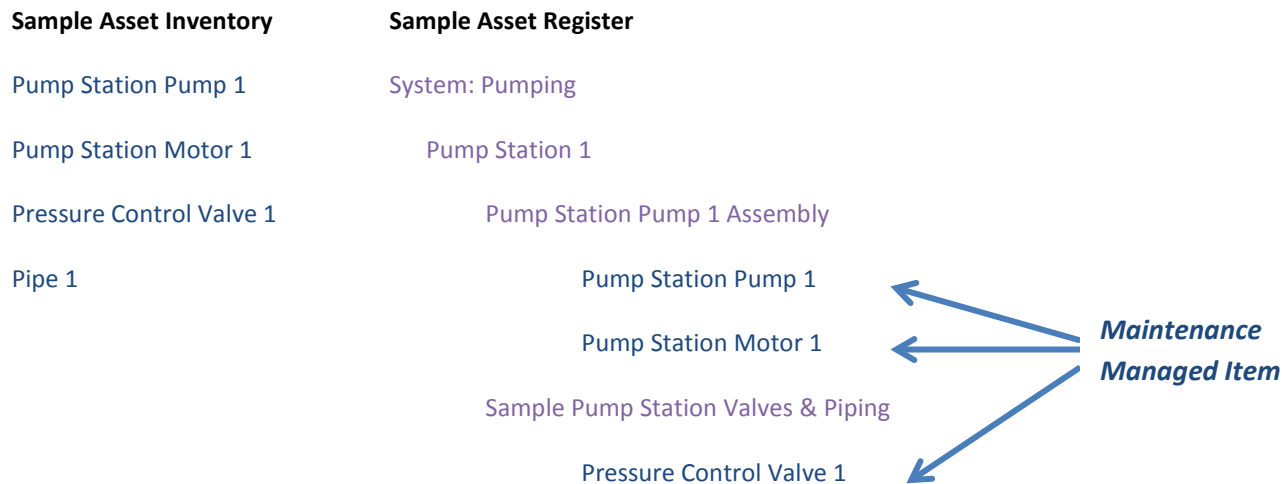 Sample Asset Inventory
Pump Station Pump 1
Pump Station Motor 1
Pressure Control Valve 1
Pipe 1
Sample Asset Register
System: Pumping
Pump Station 1
Pump Station Pump 1 Assembly
Pump Station Pump 1
Pump Station Motor 1
Sample Pump Station Valves & Piping
Pressure Control Valve 1
Maintenance
Managed Item